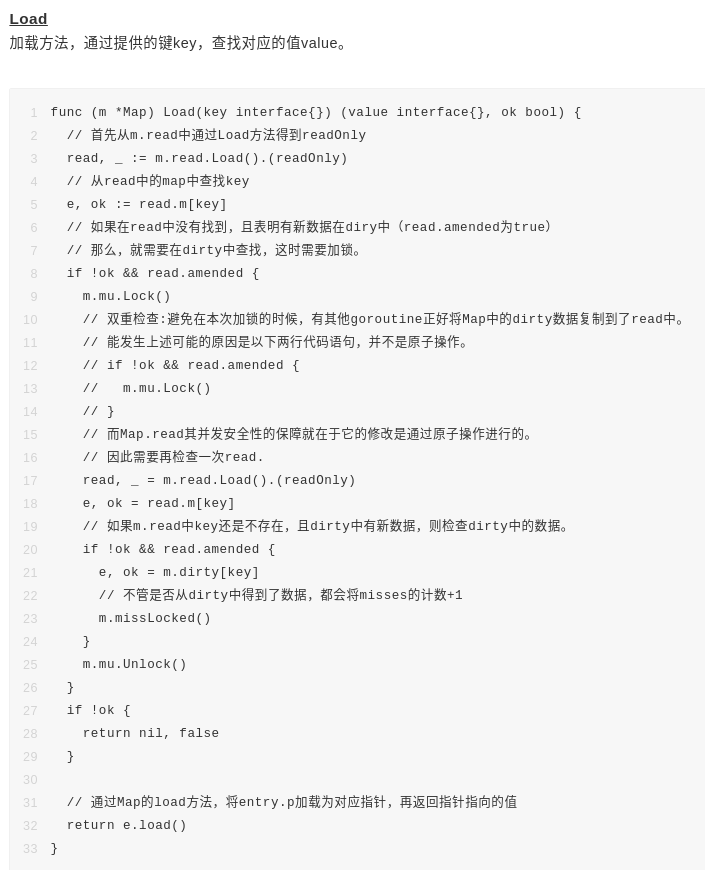 Load
加载方法，通过提供的键key，查找对应的值value。
1 func (m *Map) Load(key interface{}) (value interface{}, ok bool) {
2   // 首先从m.read中通过Load方法得到readOnly
3   read, _ := m.read.Load().(readOnly)
4   // 从read中的map中查找key
5   e, ok := read.m[key]
6   // 如果在read中没有找到，且表明有新数据在diry中（read.amended为true）
7   // 那么，就需要在dirty中查找，这时需要加锁。
8   if !ok && read.amended {
9     m.mu.Lock()
10     // 双重检查:避免在本次加锁的时候，有其他goroutine正好将Map中的dirty数据复制到了read中。
11     // 能发生上述可能的原因是以下两行代码语句，并不是原子操作。
12     // if !ok && read.amended {
13     //   m.mu.Lock()
14     // }
15     // 而Map.read其并发安全性的保障就在于它的修改是通过原子操作进行的。
16     // 因此需要再检查一次read.
17     read, _ = m.read.Load().(readOnly)
18     e, ok = read.m[key]
19     // 如果m.read中key还是不存在，且dirty中有新数据，则检查dirty中的数据。
20     if !ok && read.amended {
21       e, ok = m.dirty[key]
22       // 不管是否从dirty中得到了数据，都会将misses的计数+1
23       m.missLocked()
24     }
25     m.mu.Unlock()
26   }
27   if !ok {
28     return nil, false
29   }
30
31   // 通过Map的load方法，将entry.p加载为对应指针，再返回指针指向的值
32   return e.load()
33 }